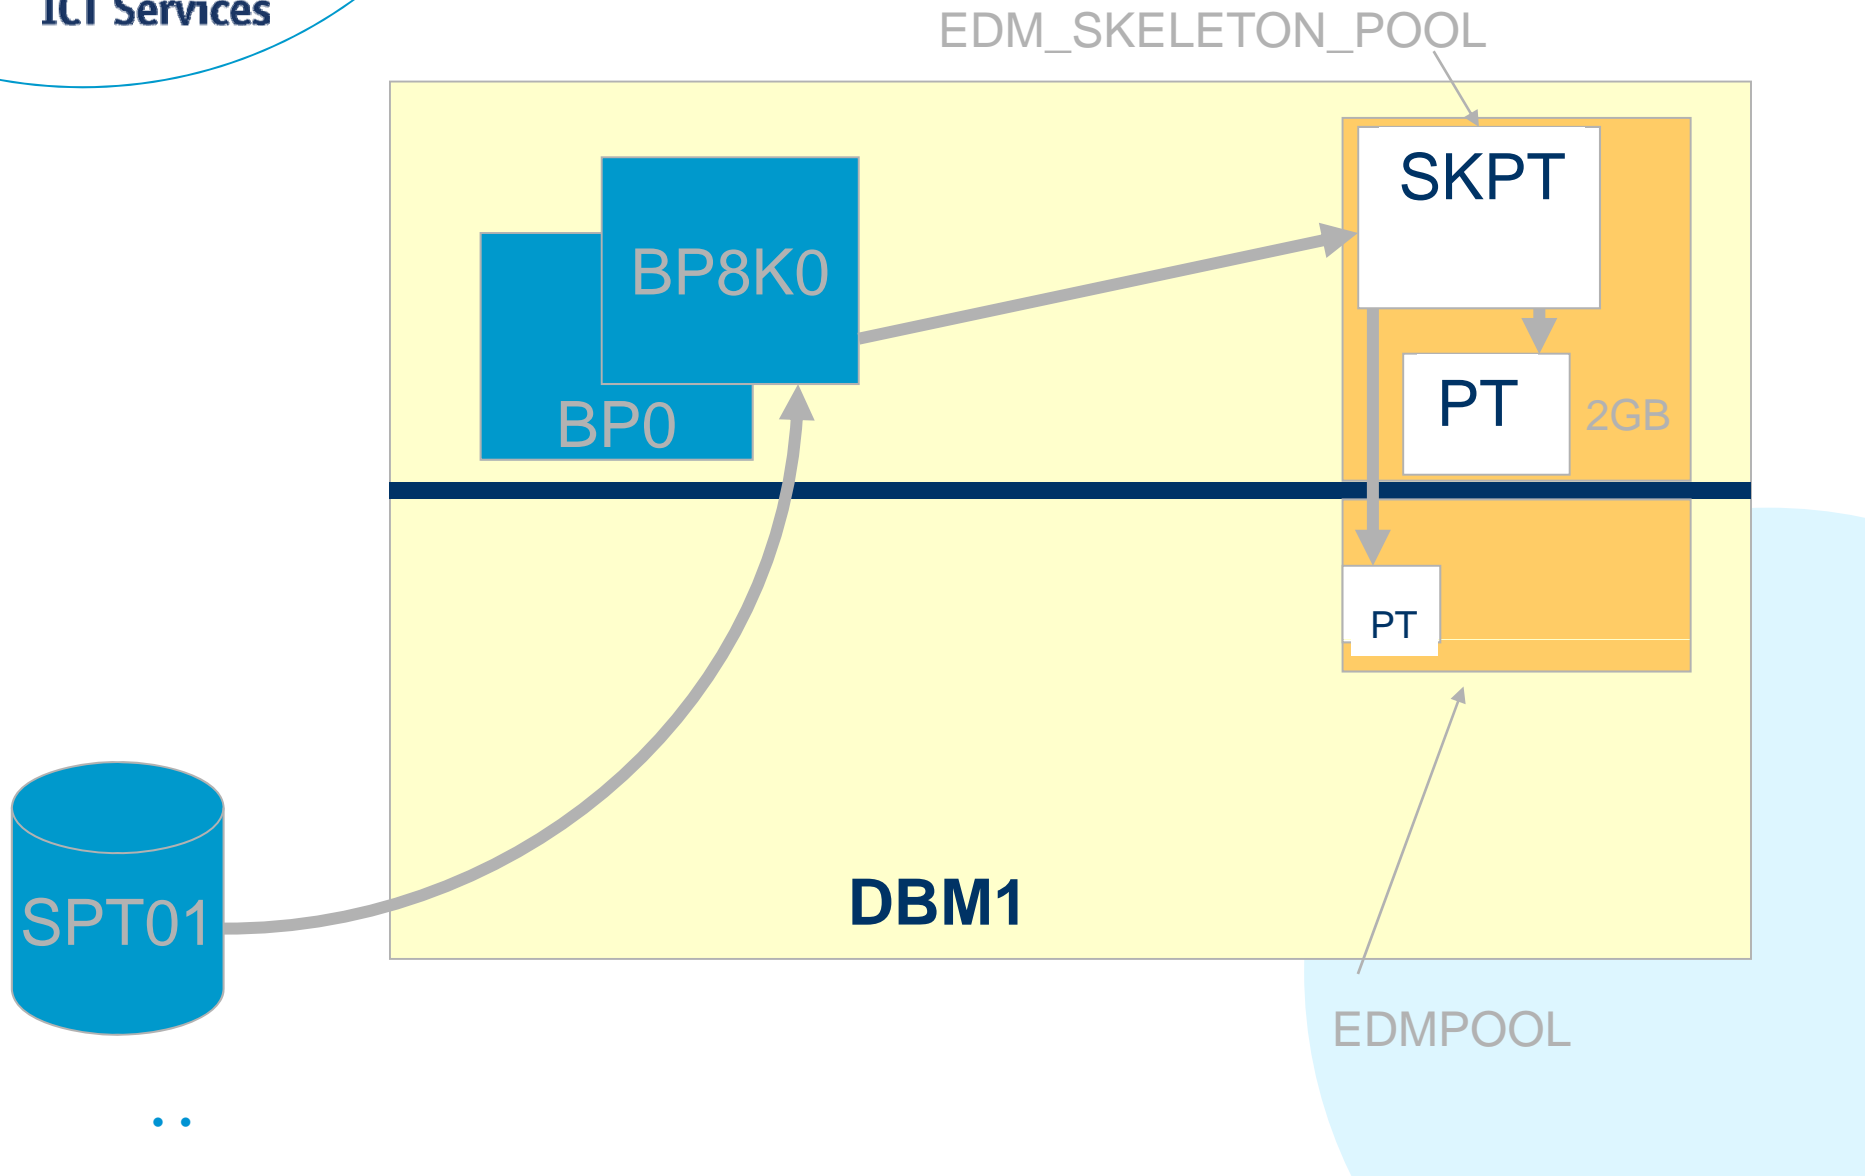 ICT Services
EDM_SKELETON_POOL
SKPT
BP8K0
PT
2GB
BP0
PT
DBM1
SPT01
EDMPOOL